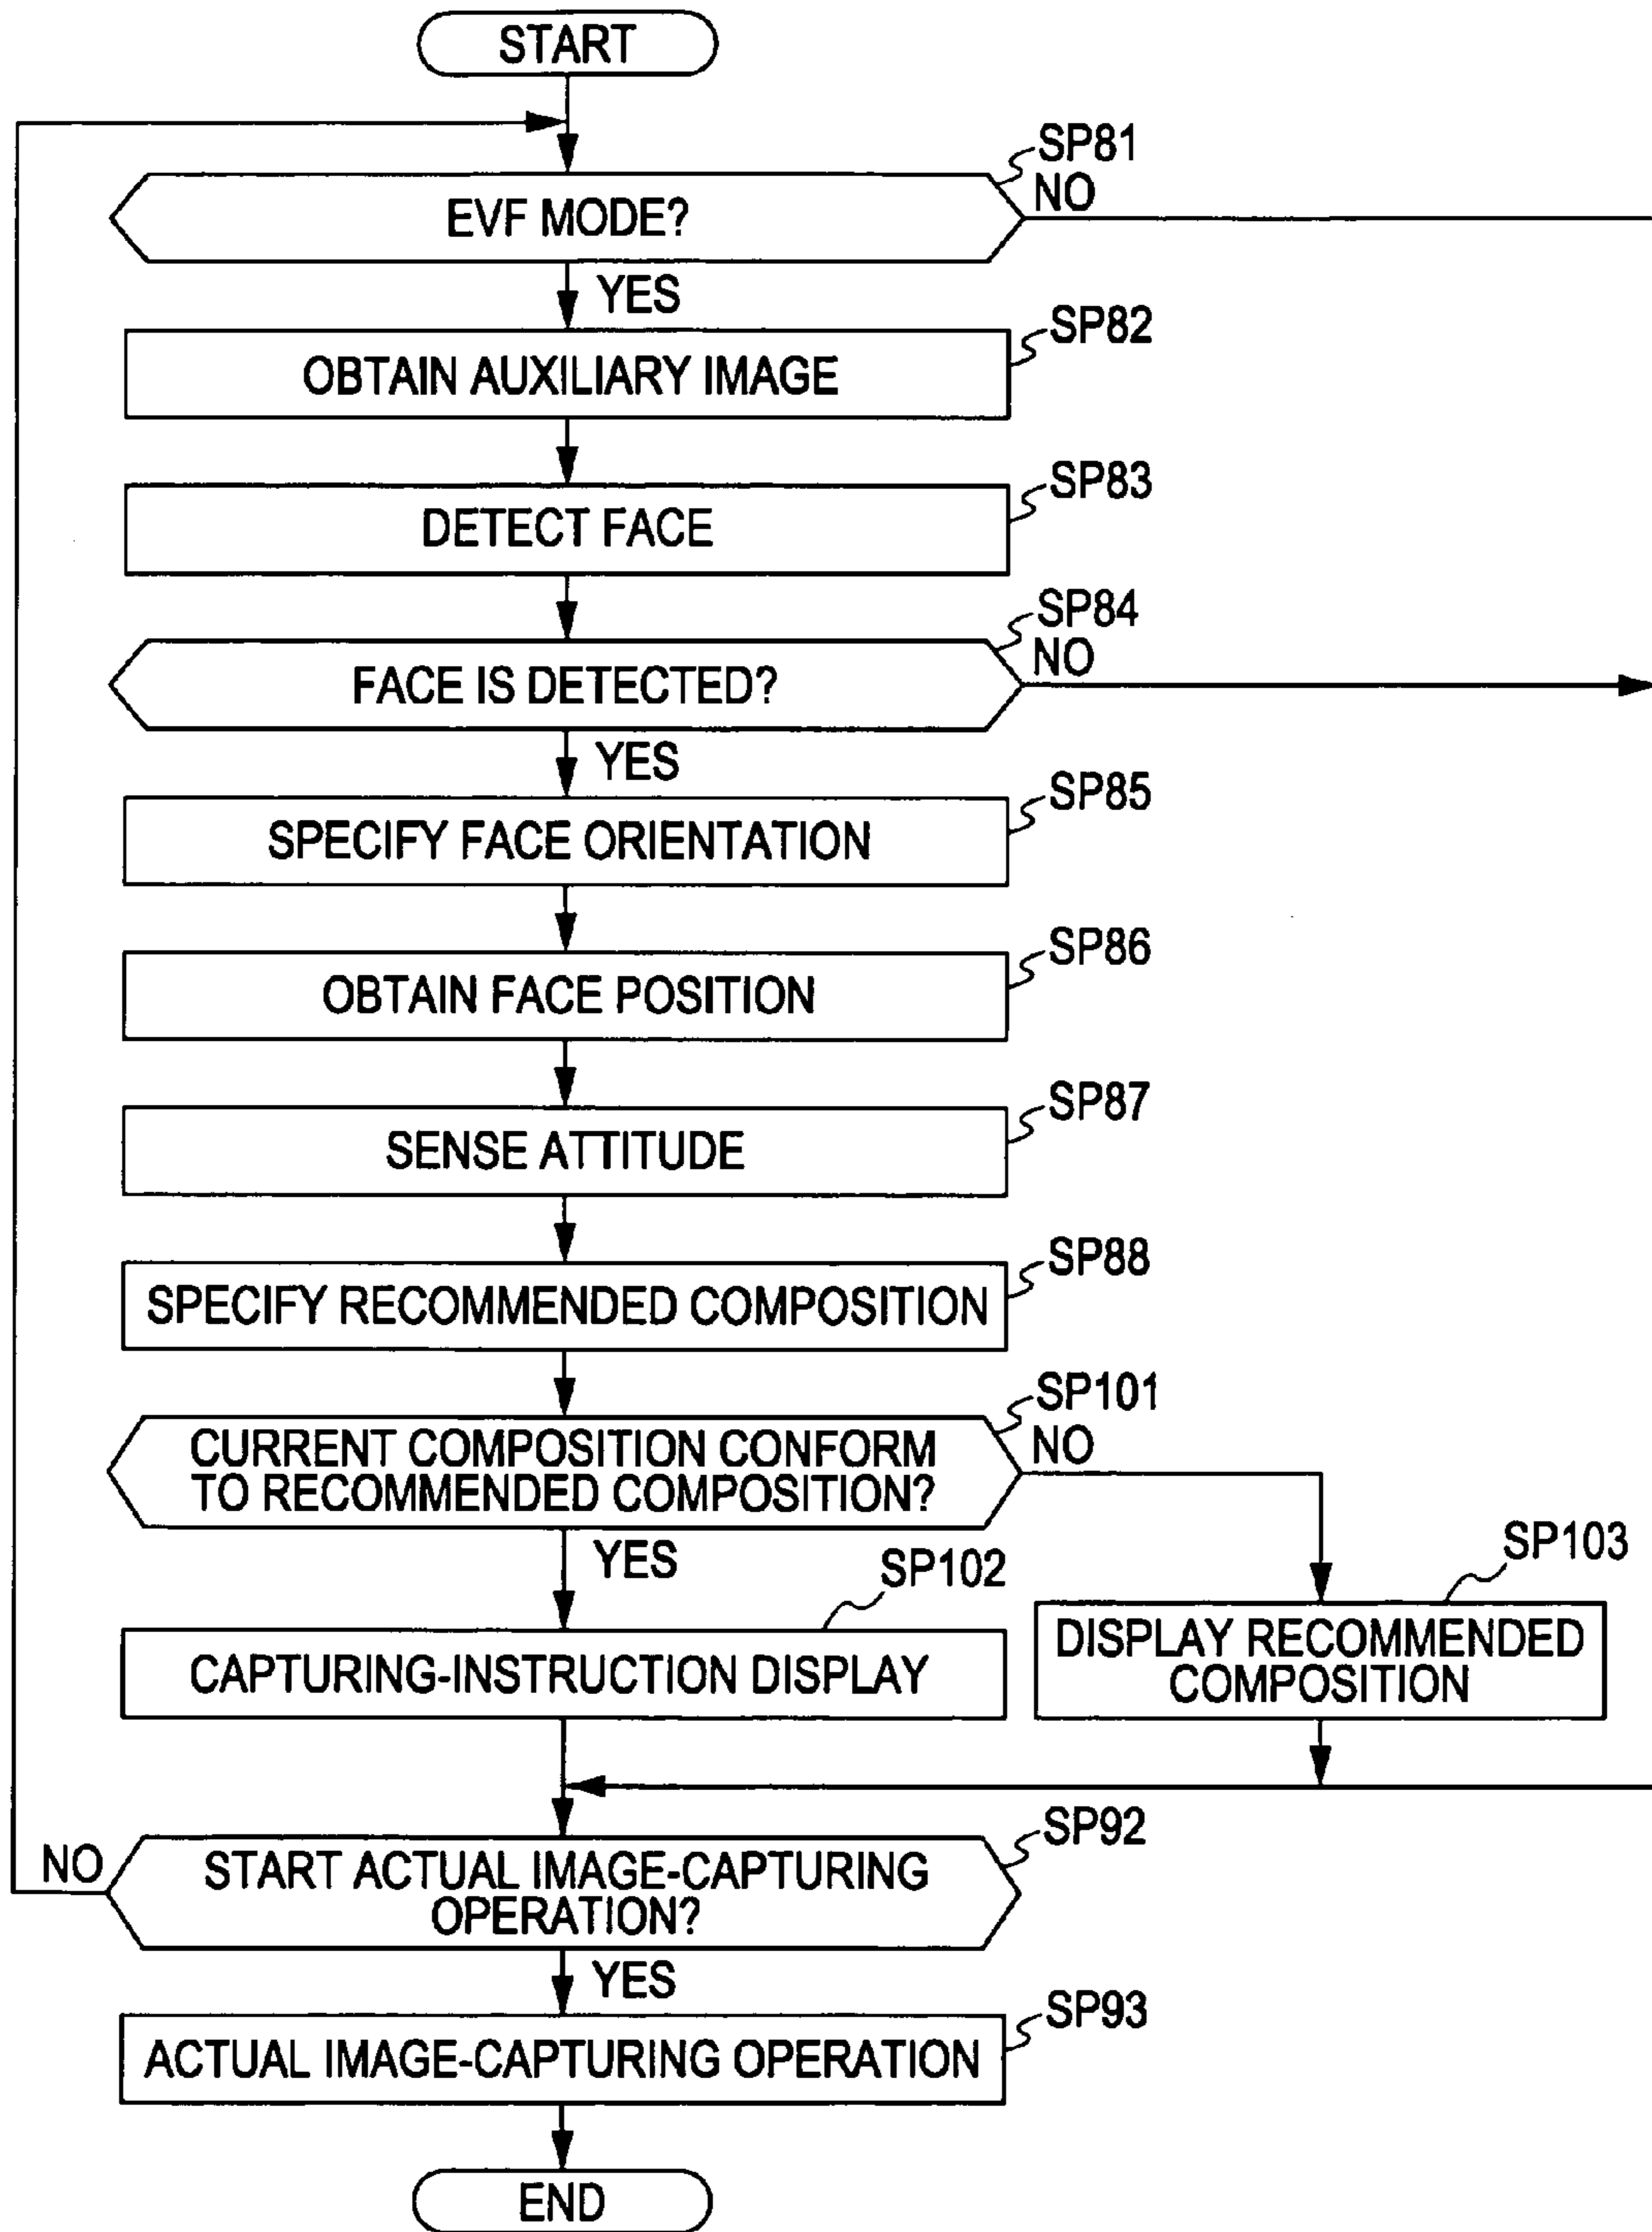 START
SP81
EVF MODE?
NO
YES
SP82
OBTAIN AUXILIARY IMAGE
SP83
DETECT FACE
SP84
FACE IS DETECTED?
NO
YES
SP85
SPECIFY FACE ORIENTATION
SP86
OBTAIN FACE POSITION
SP87
SENSE ATTITUDE
SP88
SPECIFY RECOMMENDED COMPOSITION
SP101
CURRENT COMPOSITION CONFORM
TO RECOMMENDED COMPOSITION?
NO
YES
SP102
CAPTURING-INSTRUCTION DISPLAY
SP103
DISPLAY RECOMMENDED
COMPOSITION
SP92
NO
START ACTUAL IMAGE-CAPTURING
OPERATION?
YES
SP93
ACTUAL IMAGE-CAPTURING OPERATION
END